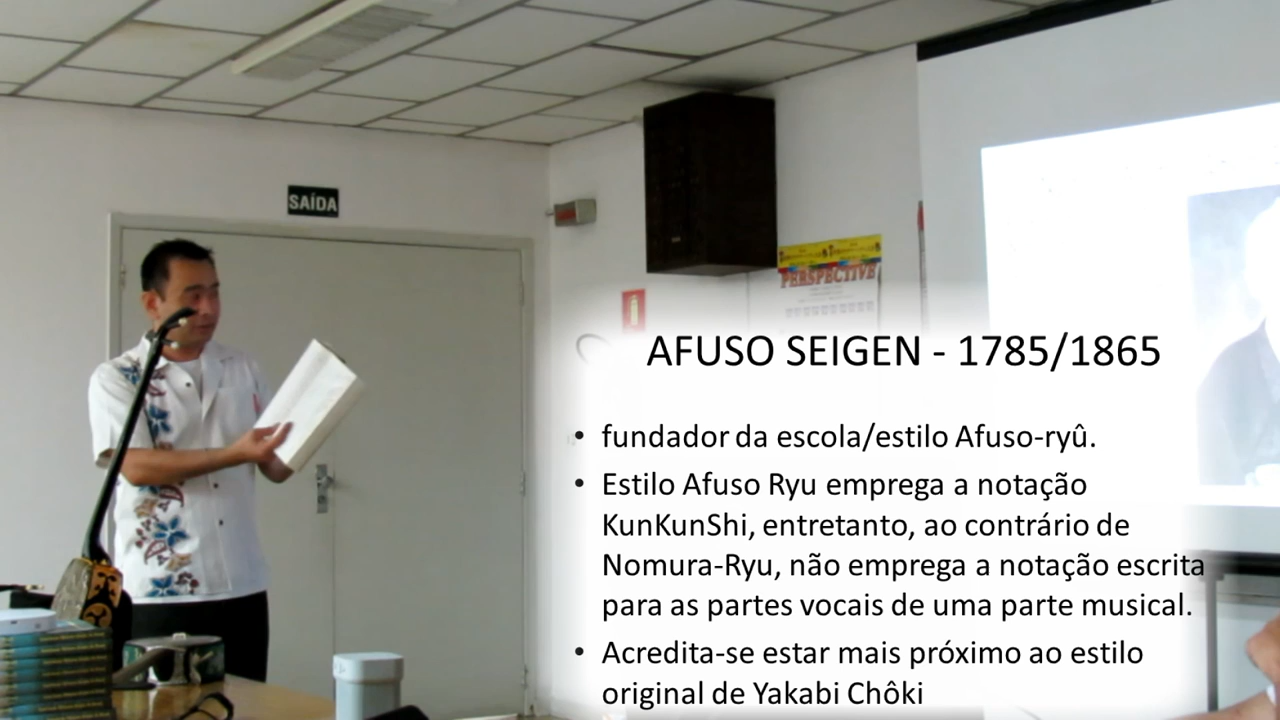 SAÍDA
PERSPECTIVE
AFUSO SEIGEN - 1785/1865
• fundador da escola/estilo Afuso-ryû.
• Estilo Afuso Ryu emprega a notação
KunKunShi, entretanto, ao contrário de
Nomura-Ryu, não emprega a notação escrita
para as partes vocais de uma parte musical.
• Acredita-se estar mais próximo ao estilo
original de Yakabi Chôki